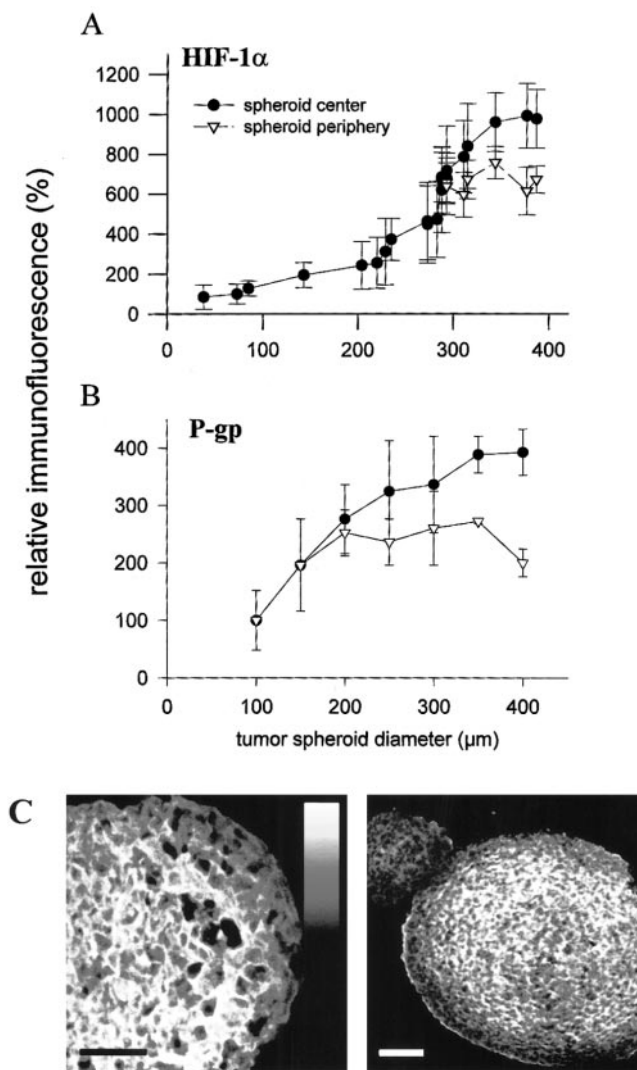 A
HIF-1α
1200
1000
800
600
400
200
0
spheroid center
spheroid periphery
0 100 200 300 400
relative immunofluorescence (%)
B
P-gp
400
300
200
100
0
0 100 200 300 400
tumor spheroid diameter (µm)
C